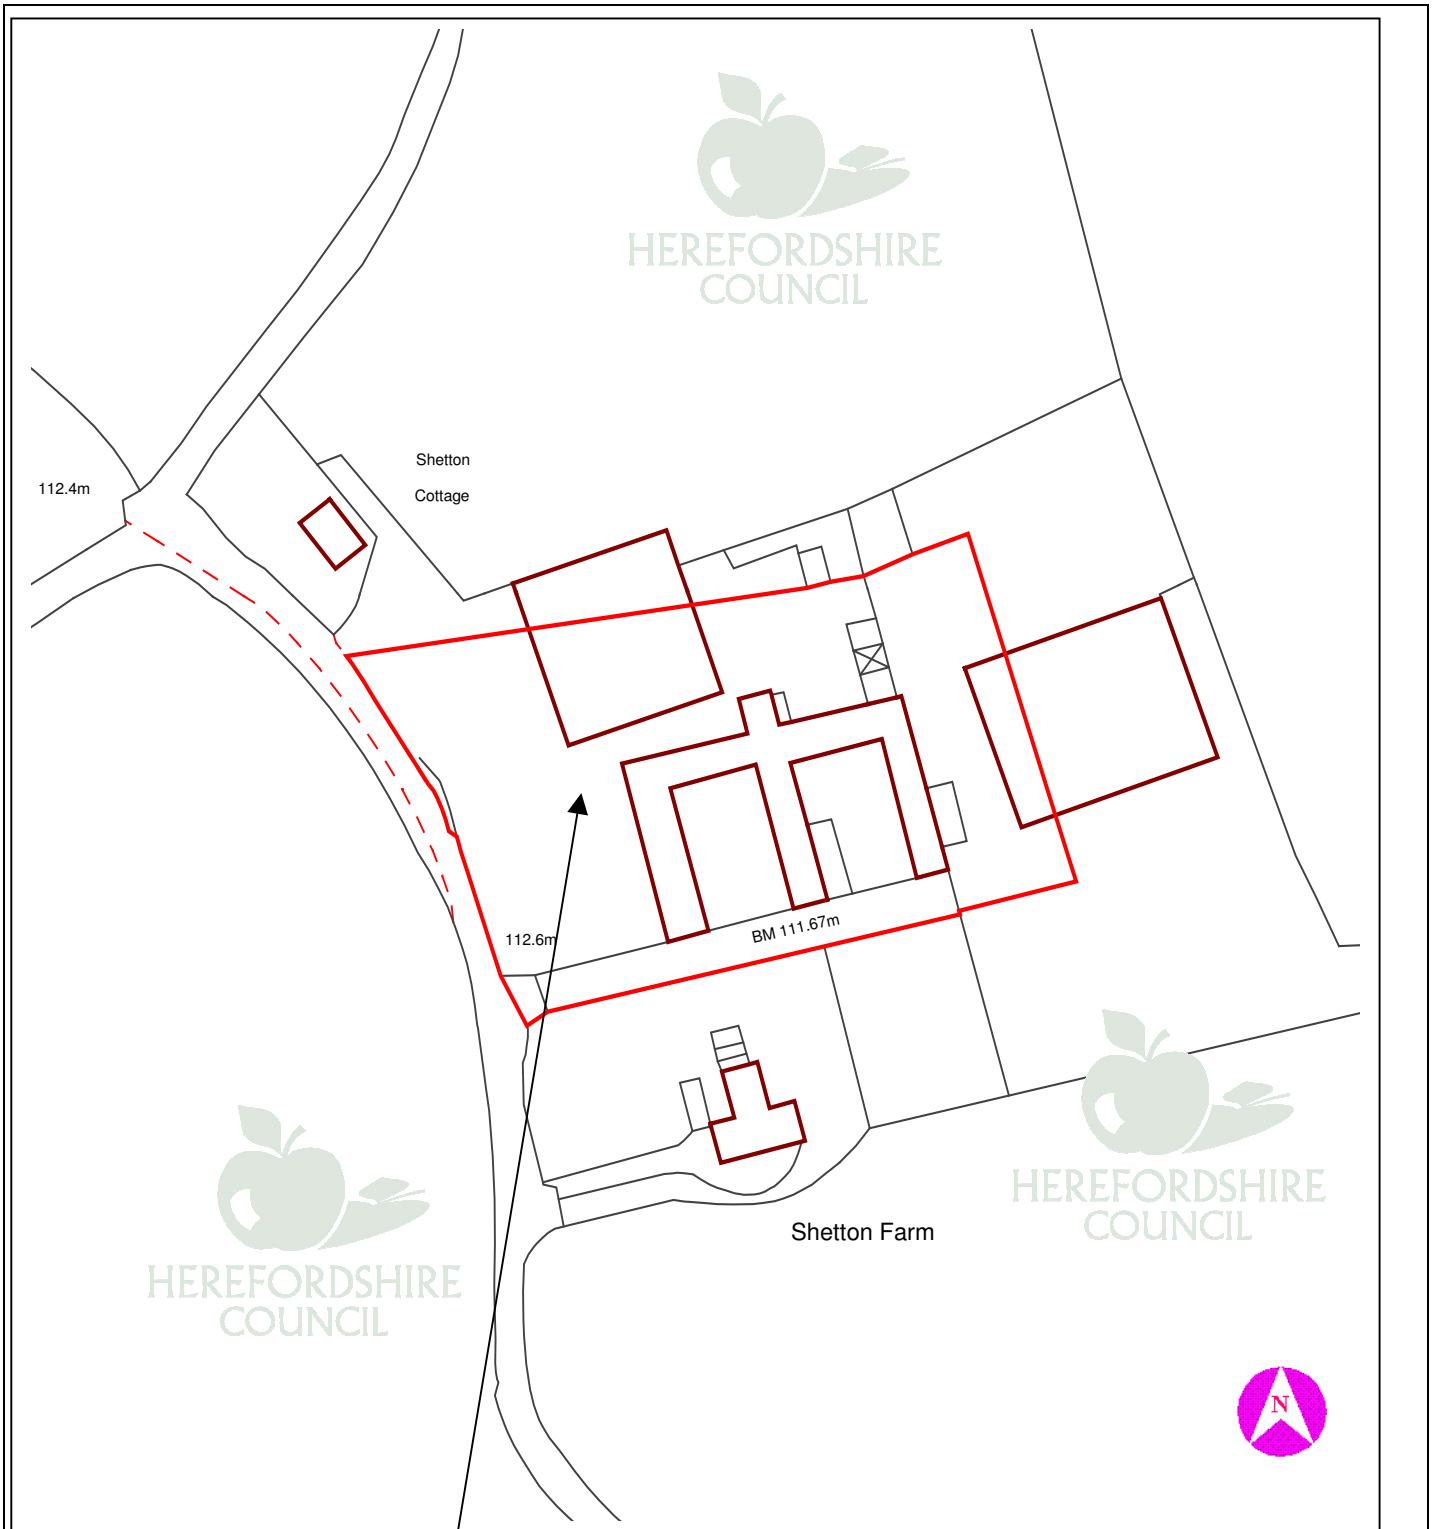 HEREFORDSHIRE
COUNCIL
Shetton
Cottage
112.4m
112.6m
BM 111.67m
HEREFORDSHIRE
COUNCIL
Shetton Farm
HEREFORDSHIRE
COUNCIL
N